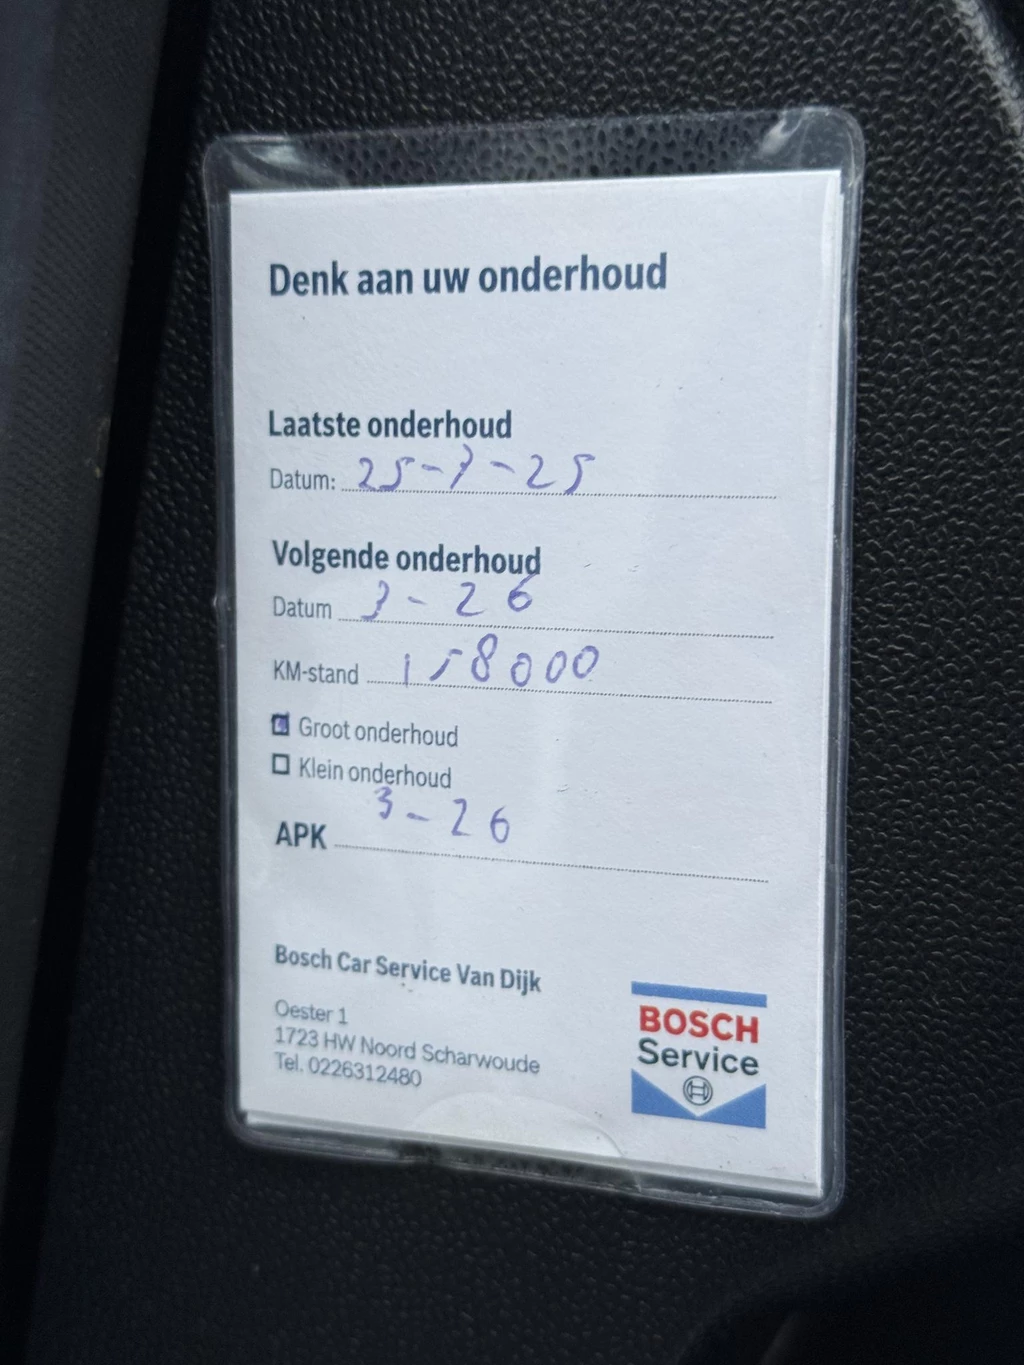 Denk aan uw onderhoud
Laatste onderhoud
Datum: 25-3-25
Volgende onderhoud
Datum 3-26
KM-stand 158000
Groot onderhoud
Klein onderhoud
APK 3-26
Bosch Car Service Van Dijk
Oester 1
1723 HW Noord Scharwoude
Tel. 0226312480
BOSCH
Service